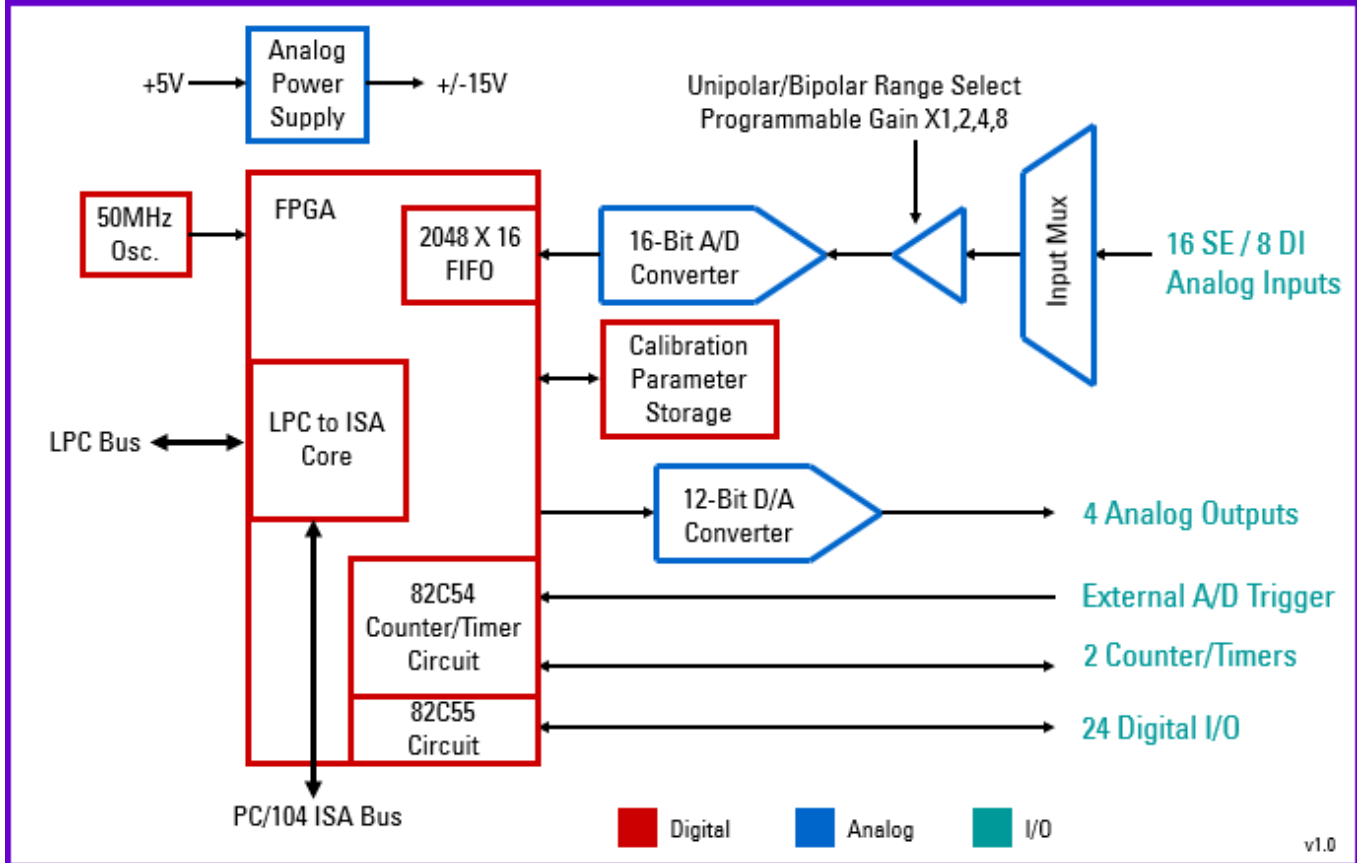 Analog
Power
Supply
+5V
+/-15V
Unipolar/Bipolar Range Select
Programmable Gain X1,2,4,8
50MHz
Osc.
FPGA
2048 X 16
FIFO
16-Bit A/D
Converter
Input Mux
16 SE / 8 DI
Analog Inputs
Calibration
Parameter
Storage
LPC Bus
LPC to ISA
Core
12-Bit D/A
Converter
4 Analog Outputs
82C54
Counter/Timer
Circuit
External A/D Trigger
2 Counter/Timers
82C55
Circuit
24 Digital I/O
PC/104 ISA Bus
Digital
Analog
I/O
v1.0